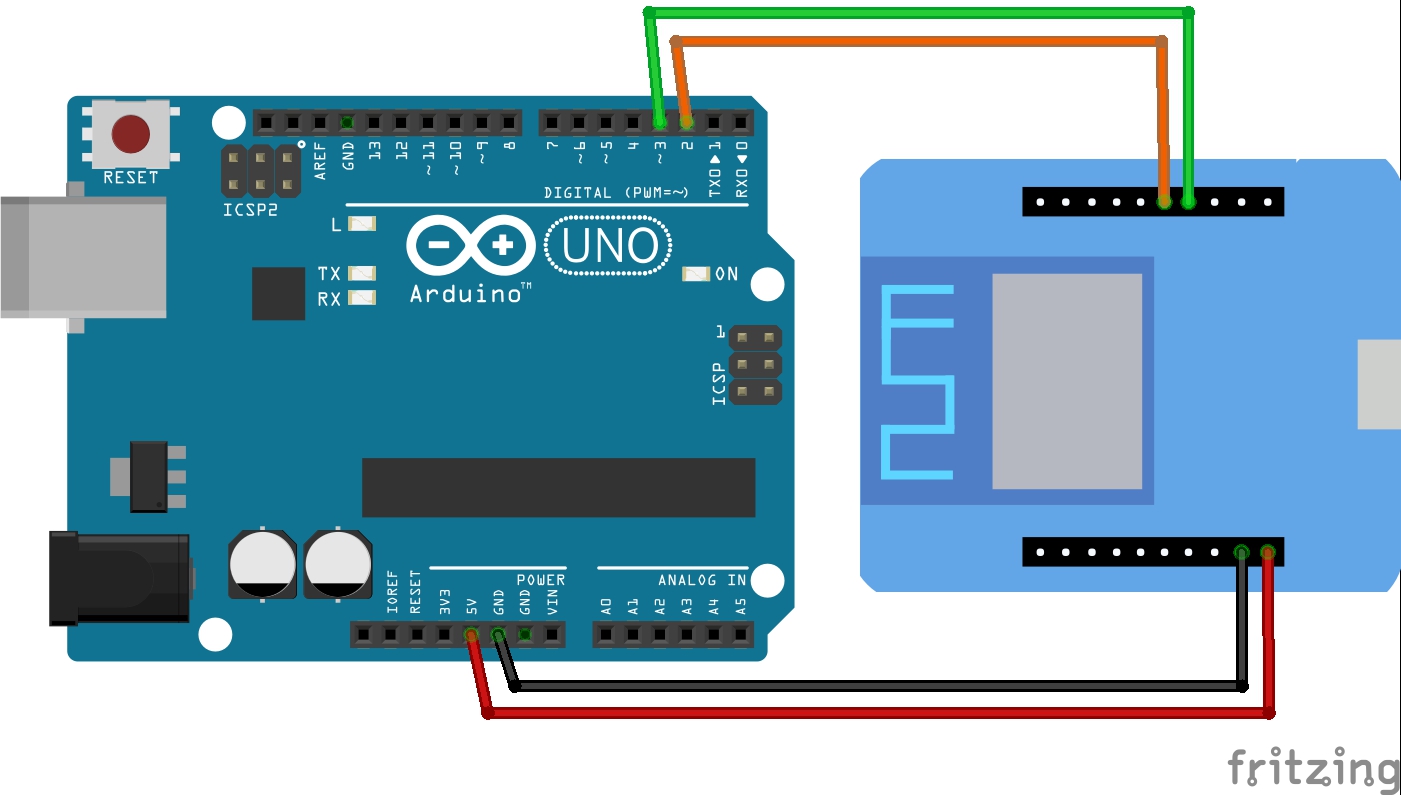 RESET
ICSP2
AREF
GND
13
12
~11
~10
~9
8
7
~6
~5
4
~3
2
TX0▶1
RX0◀0
DIGITAL (PWM=~)
L
TX
RX
UNO
Arduino™
ON
1
ICSP
IOREF
RESET
3V3
5V
GND
GND
VIN
POWER
ANALOG IN
A0
A1
A2
A3
A4
A5
fritzing